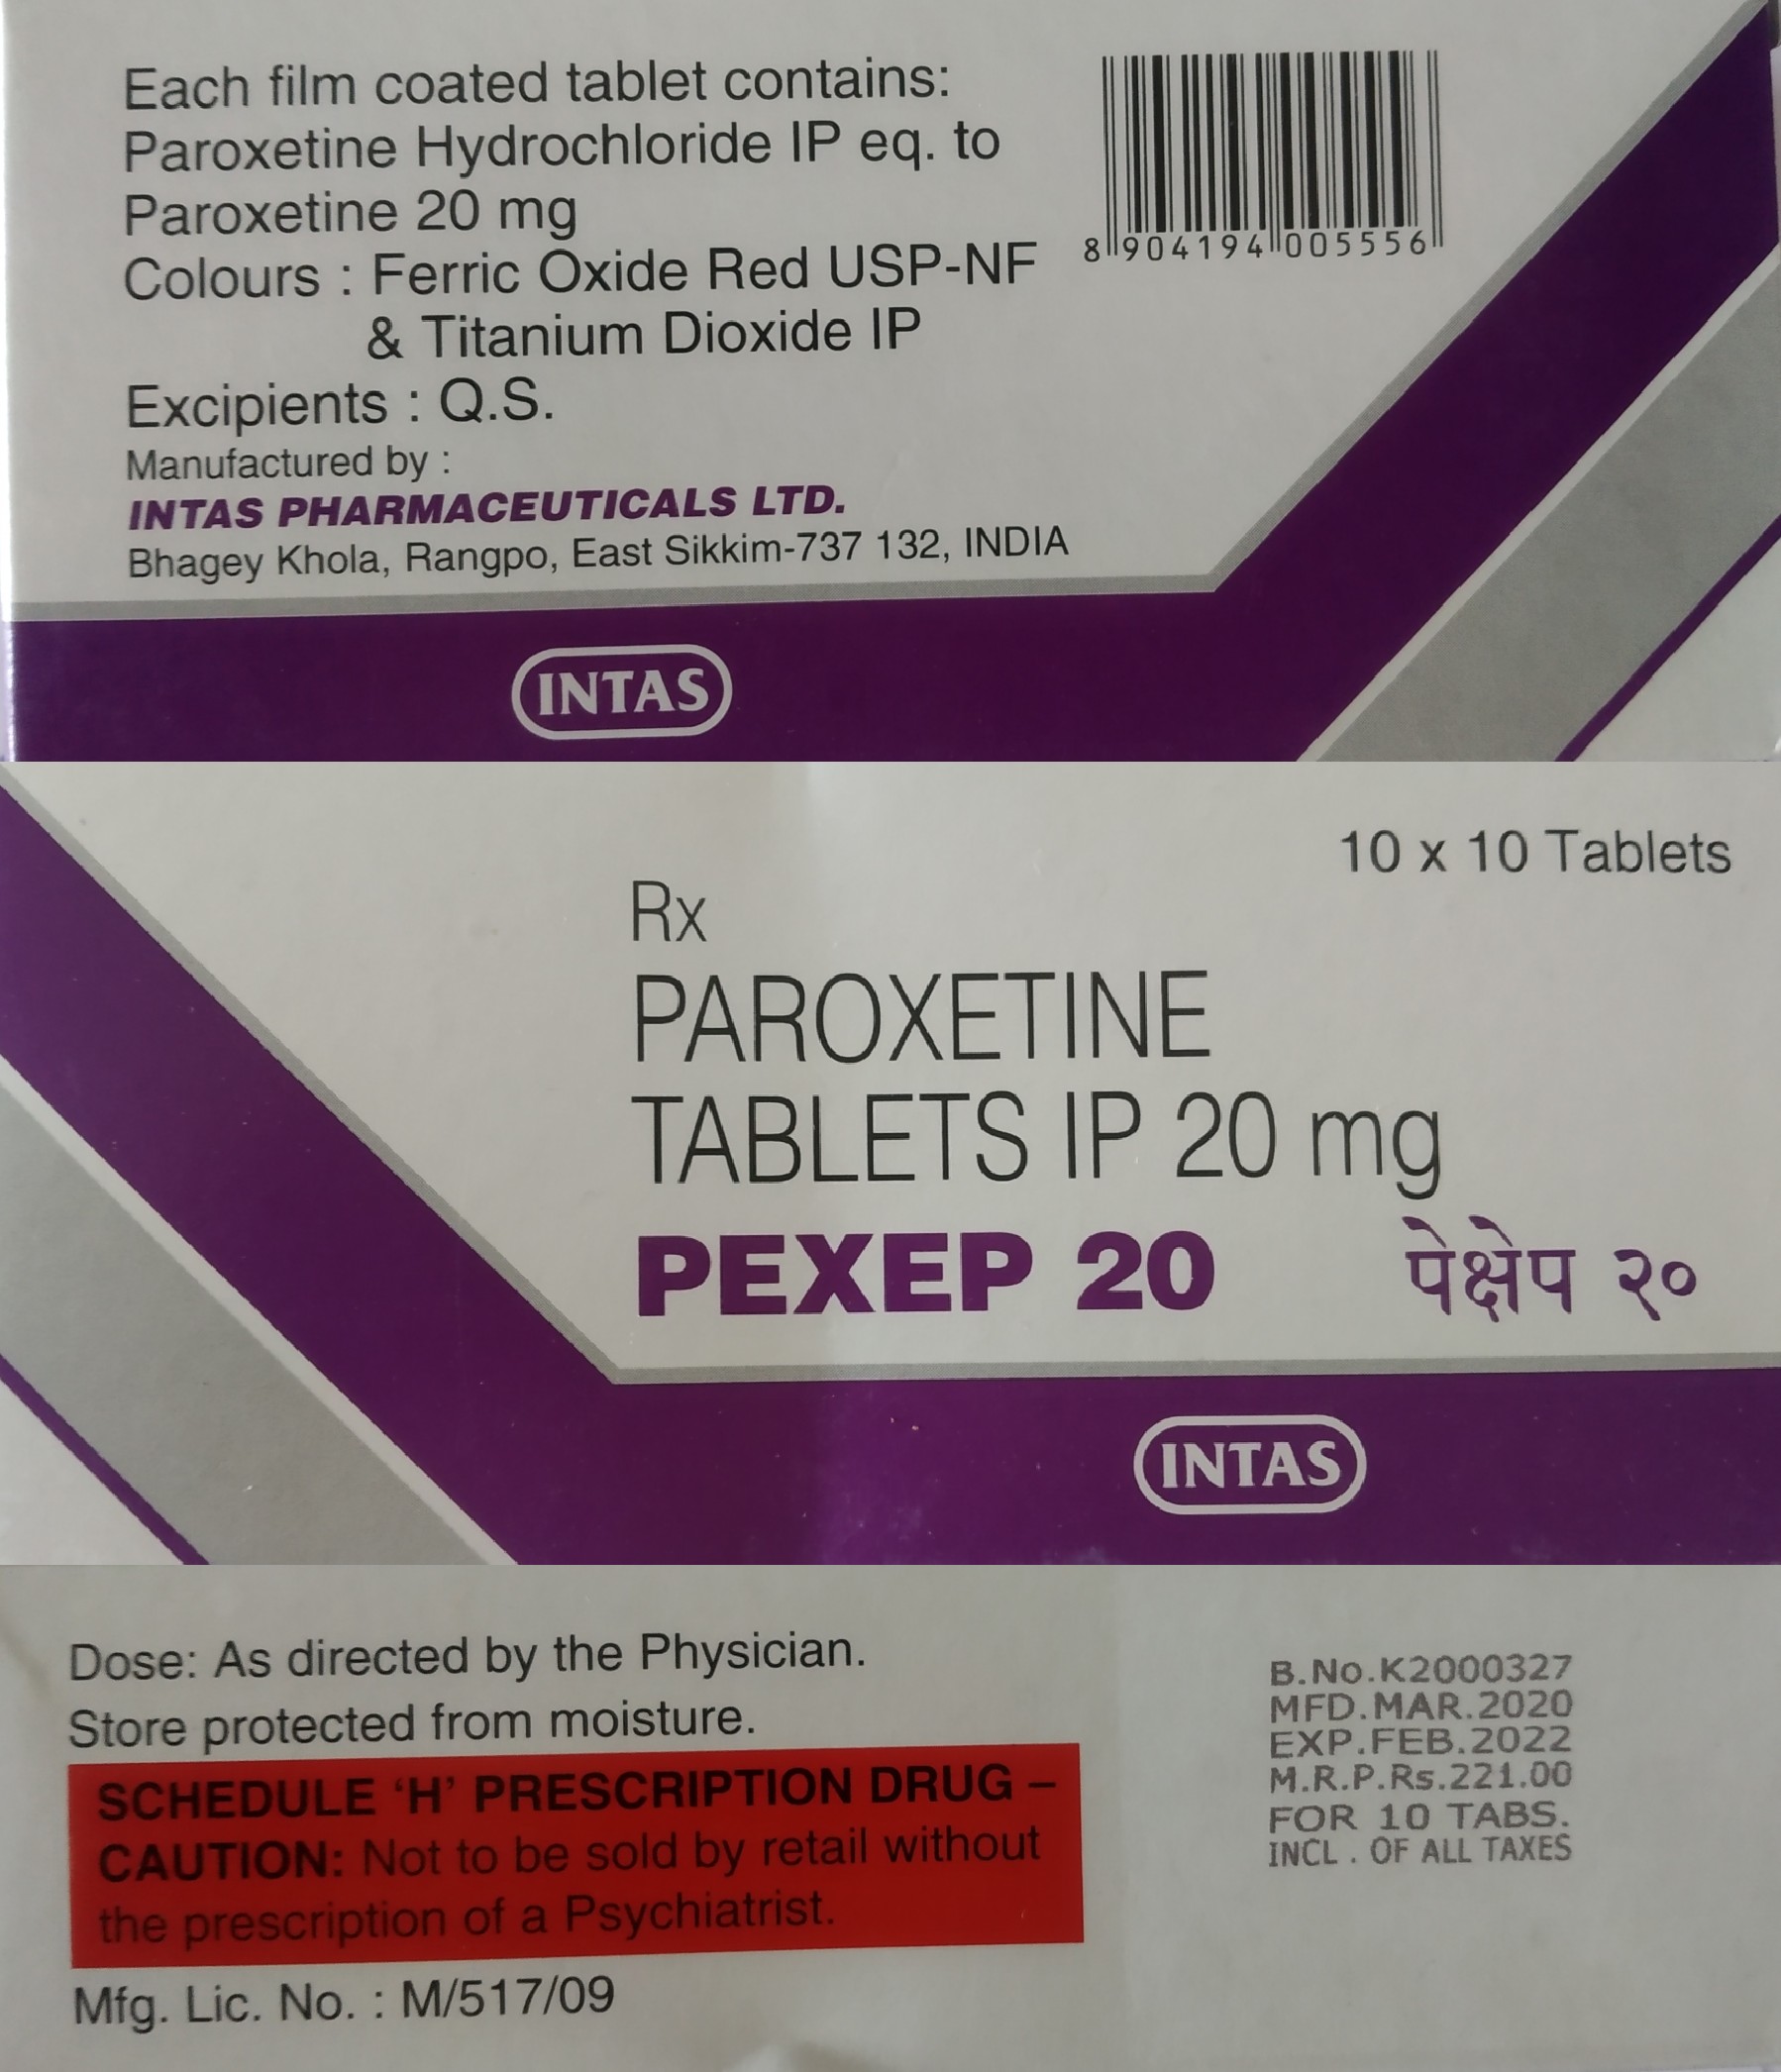 Each film coated tablet contains:
Paroxetine Hydrochloride IP eq. to
Paroxetine 20 mg
Colours : Ferric Oxide Red USP-NF
& Titanium Dioxide IP
Excipients : Q.S.
Manufactured by :
INTAS PHARMACEUTICALS LTD.
Bhagey Khola, Rangpo, East Sikkim-737 132, INDIA
8 904194 005556
INTAS
10 x 10 Tablets
Rx
PAROXETINE
TABLETS IP 20 mg
PEXEP 20 पेक्षेप २०
INTAS
Dose: As directed by the Physician.
Store protected from moisture.
SCHEDULE ‘H’ PRESCRIPTION DRUG –
CAUTION: Not to be sold by retail without
the prescription of a Psychiatrist.
Mfg. Lic. No. : M/517/09
B.No.K2000327
MFD.MAR.2020
EXP.FEB.2022
M.R.P.Rs.221.00
FOR 10 TABS.
INCL . OF ALL TAXES